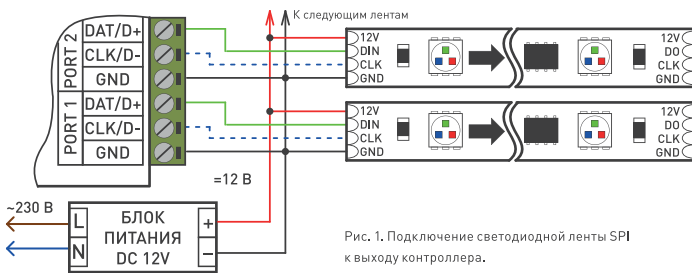 К следующим лентам
PORT 2
DAT/D+
CLK/D-
GND
PORT 1
DAT/D+
CLK/D-
GND
12V
DIN
CLK
GND
12V
DO
CLK
GND
12V
DIN
CLK
GND
12V
DO
CLK
GND
=12 В
~230 В
L
N
БЛОК
ПИТАНИЯ
DC 12V
+
–
Рис. 1. Подключение светодиодной ленты SPI
к выходу контроллера.